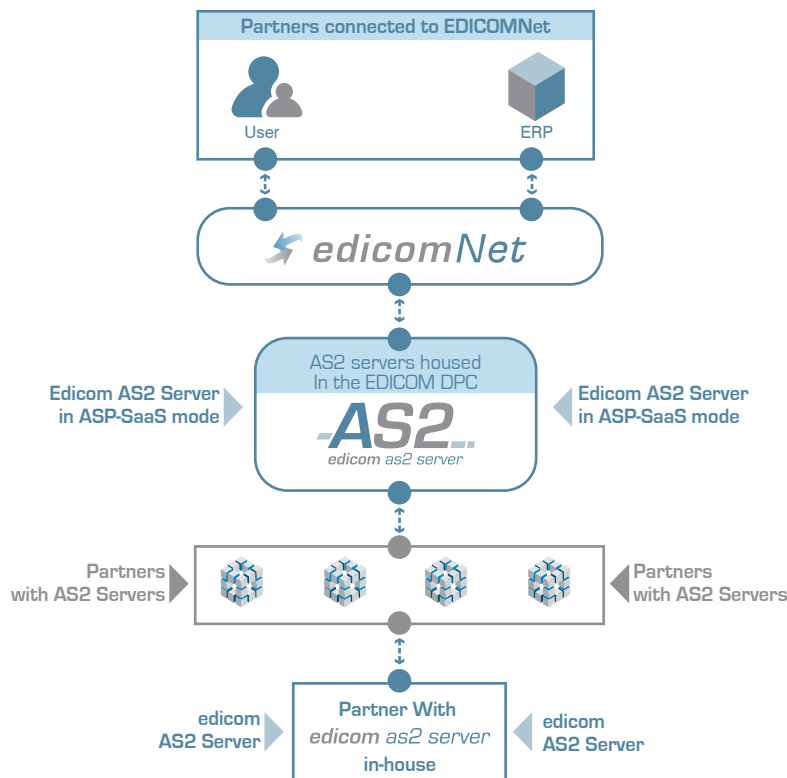 Partners connected to EDICOMNet
User
ERP
edicomNet
AS2 servers housed
In the EDICOM DPC
Edicom AS2 Server
in ASP-SaaS mode
AS2
edicom as2 server
Edicom AS2 Server
in ASP-SaaS mode
Partners
with AS2 Servers
Partners
with AS2 Servers
edicom
AS2 Server
Partner With
edicom as2 server
in-house
edicom
AS2 Server